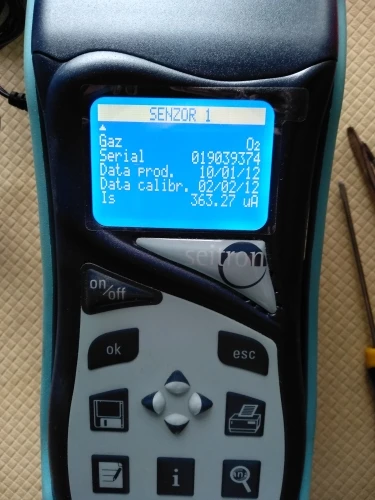 SENZOR 1
Gaz O₂
Serial 019039374
Data prod. 10/01/12
Data calibr. 02/02/12
Is 363.27 uA
seitron
on/off
ok
esc
i